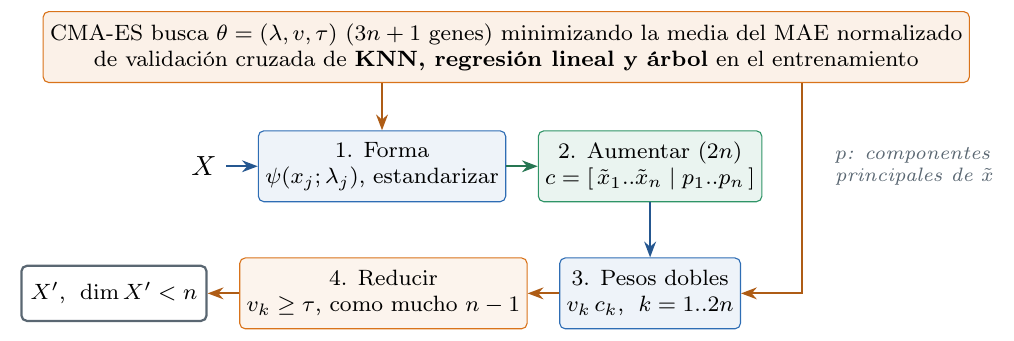 CMA-ES busca θ = (λ, v, τ) (3n + 1 genes) minimizando la media del MAE normalizado
de validación cruzada de KNN, regresión lineal y árbol en el entrenamiento
X
1. Forma
ψ(x_j; λ_j), estandarizar
2. Aumentar (2n)
c = [ x̃_1..x̃_n | p_1..p_n ]
p: componentes
principales de x̃
3. Pesos dobles
v_k c_k, k = 1..2n
4. Reducir
v_k ≥ τ, como mucho n − 1
X′, dim X′ < n